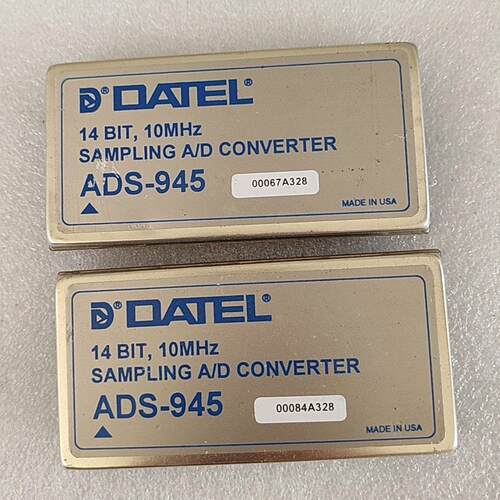 DATEL®
14 BIT, 10MHz
SAMPLING A/D CONVERTER
ADS-945 00067A328
MADE IN USA
DATEL®
14 BIT, 10MHz
SAMPLING A/D CONVERTER
ADS-945 00084A328
MADE IN USA